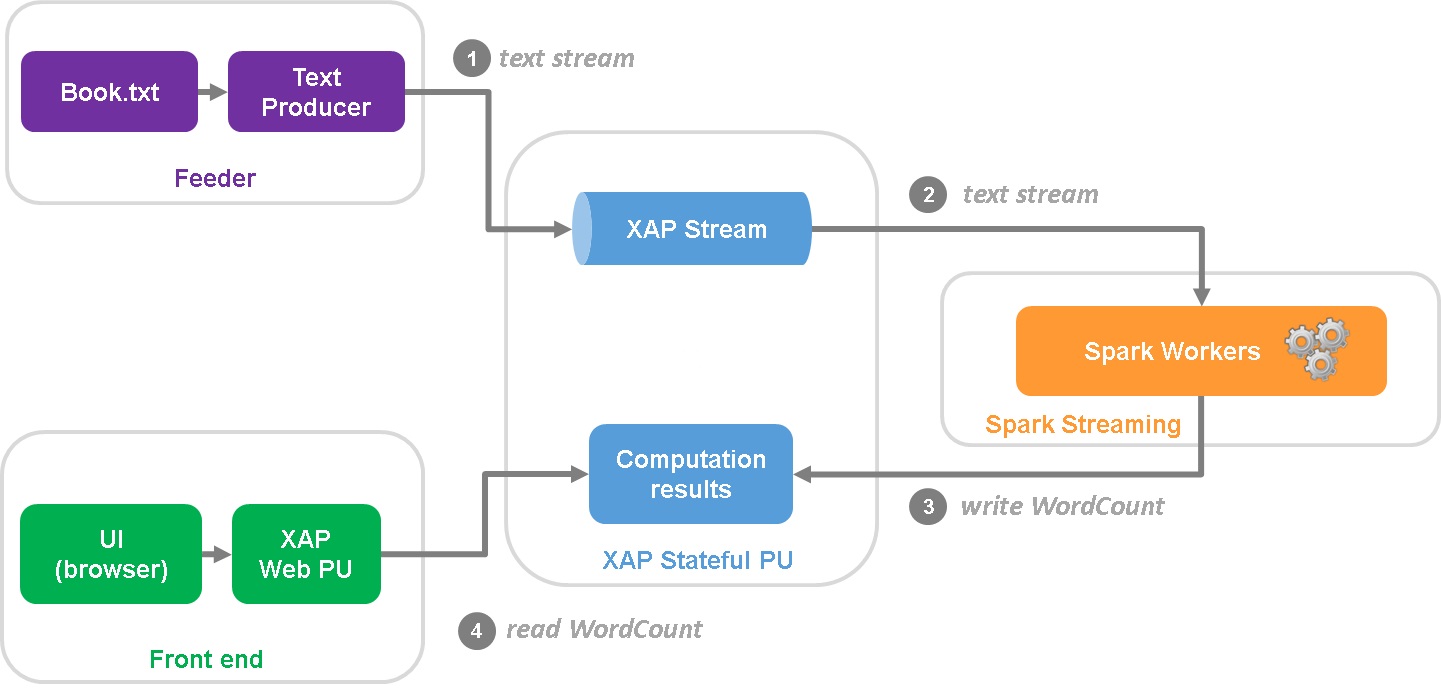 Book.txt
Text
Producer
Feeder
1 text stream
XAP Stream
2 text stream
Spark Workers
Spark Streaming
Computation
results
XAP Stateful PU
3 write WordCount
UI
(browser)
XAP
Web PU
Front end
4 read WordCount